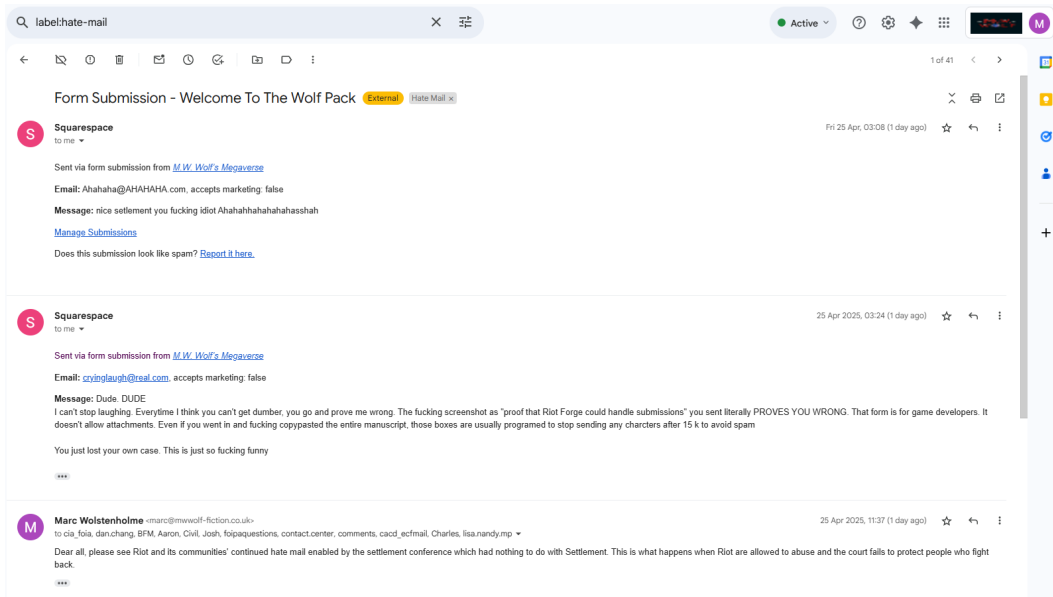 label:hate-mail
Active
M
1 of 41
Form Submission - Welcome To The Wolf Pack External Hate Mail x
S
Squarespace
to me
Fri 25 Apr, 03:08 (1 day ago)
Sent via form submission from M.W. Wolf's Megaverse
Email: Ahahaha@AHAHAHA.com, accepts marketing: false
Message: nice setlement you fucking idiot Ahahahhahahahahasshah
Manage Submissions
Does this submission look like spam? Report it here.
S
Squarespace
to me
25 Apr 2025, 03:24 (1 day ago)
Sent via form submission from M.W. Wolf's Megaverse
Email: cryinglaugh@real.com, accepts marketing: false
Message: Dude. DUDE
I can't stop laughing. Everytime I think you can't get dumber, you go and prove me wrong. The fucking screenshot as "proof that Riot Forge could handle submissions" you sent literally PROVES YOU WRONG. That form is for game developers. It
doesn't allow attachments. Even if you went in and fucking copypasted the entire manuscript, those boxes are usually programed to stop sending any charcters after 15 k to avoid spam
You just lost your own case. This is just so fucking funny
M
Marc Wolstenholme <marc@mwwolf-fiction.co.uk>
to cia_foia, dan.chang, BFM, Aaron, Civil, Josh, foipaquestions, contact.center, comments, cacd_ecfmail, Charles, lisa.nandy.mp
25 Apr 2025, 11:37 (1 day ago)
Dear all, please see Riot and its communities' continued hate mail enabled by the settlement conference which had nothing to do with Settlement. This is what happens when Riot are allowed to abuse and the court fails to protect people who fight
back.